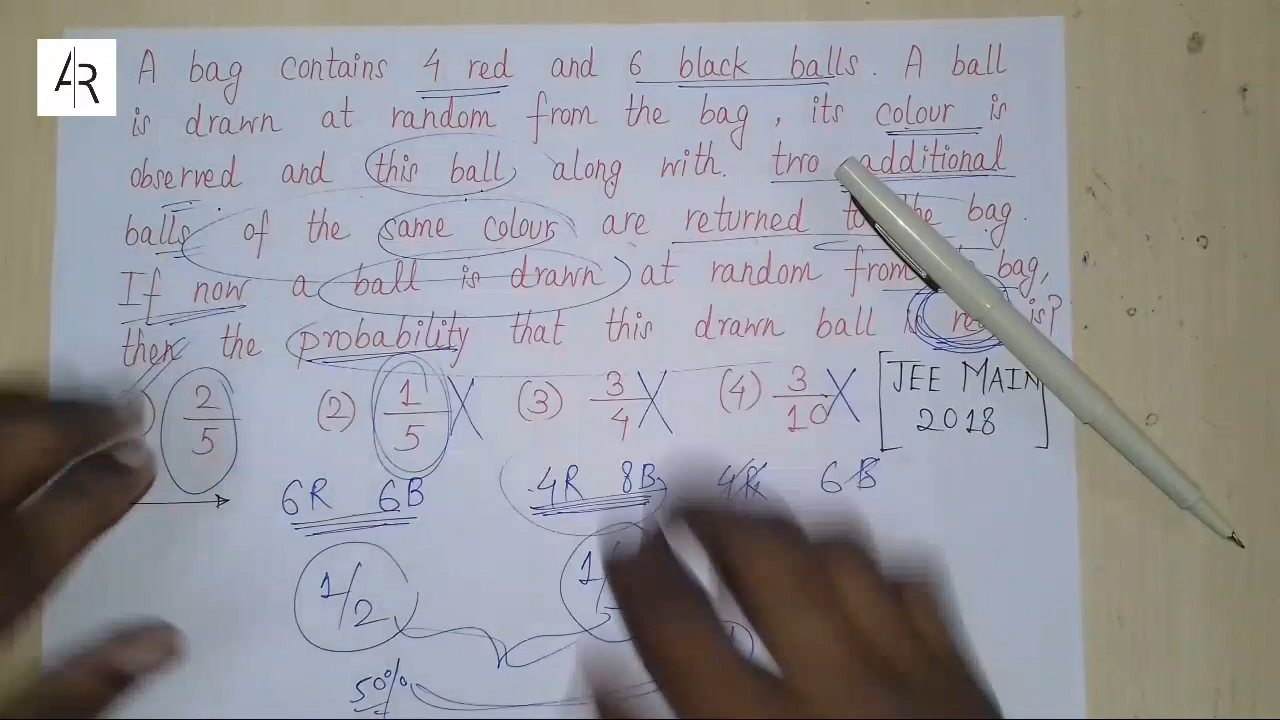 AR
A bag contains 4 red and 6 black balls. A ball
is drawn at random from the bag, its colour is
observed and this ball along with two additional
balls of the same colour are returned to the bag.
If now a ball is drawn at random from bag,
then the probability that this drawn ball is red is?
2/5 (2) 1/5 X (3) 3/4 X (4) 3/10 X [JEE MAIN
2018]
6R 6B 4R 8B 4R 6B
1/2 1/
50%